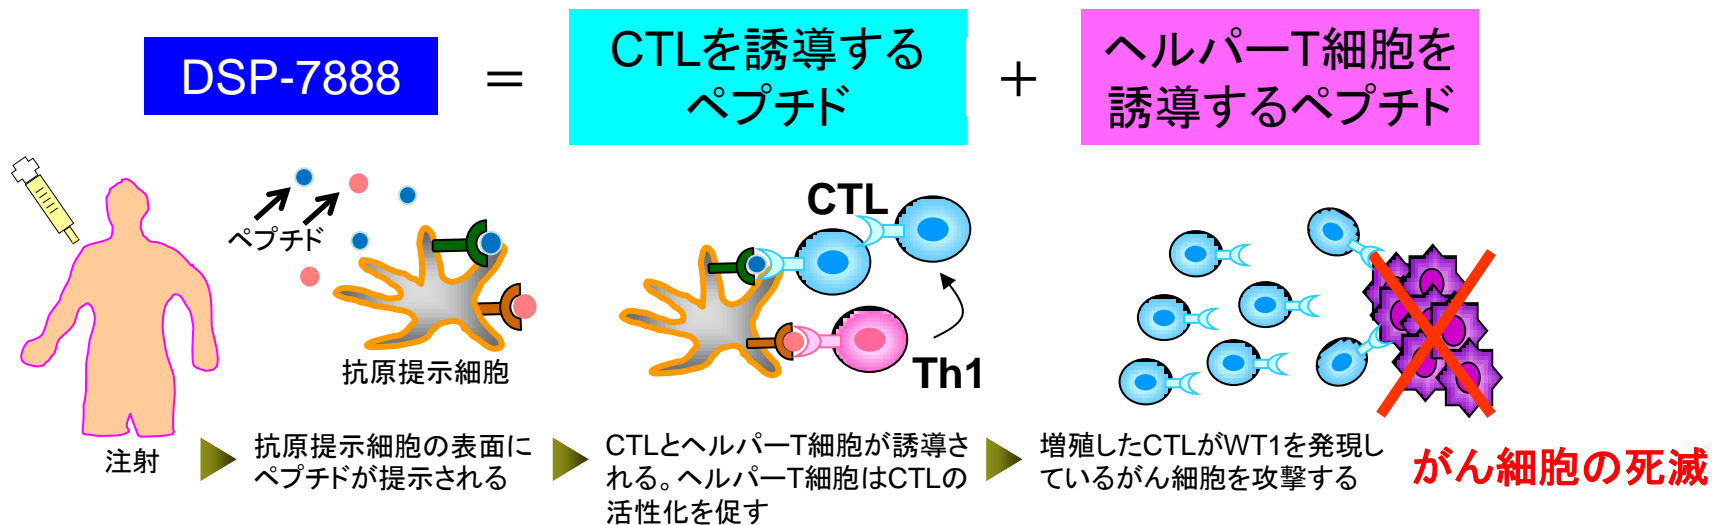 DSP-7888
=
CTLを誘導する
ペプチド
+
ヘルパーT細胞を
誘導するペプチド
ペプチド
抗原提示細胞
CTL
Th1
注射
抗原提示細胞の表面に
ペプチドが提示される
CTLとヘルパーT細胞が誘導さ
れる。ヘルパーT細胞はCTLの
活性化を促す
増殖したCTLがWT1を発現し
ているがん細胞を攻撃する
がん細胞の死滅